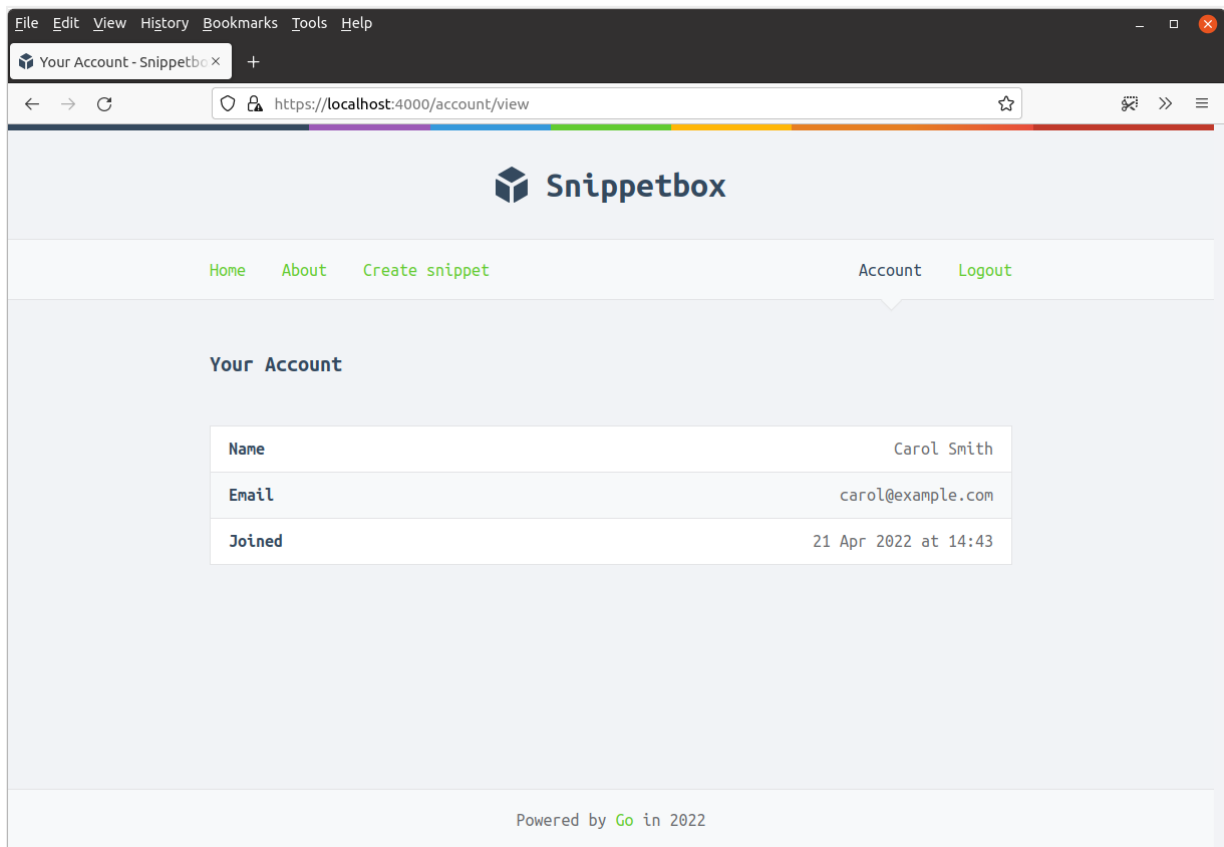 File Edit View History Bookmarks Tools Help
Your Account - Snippetbo
https://localhost:4000/account/view
Snippetbox
Home About Create snippet Account Logout
Your Account
Name Carol Smith
Email carol@example.com
Joined 21 Apr 2022 at 14:43
Powered by Go in 2022